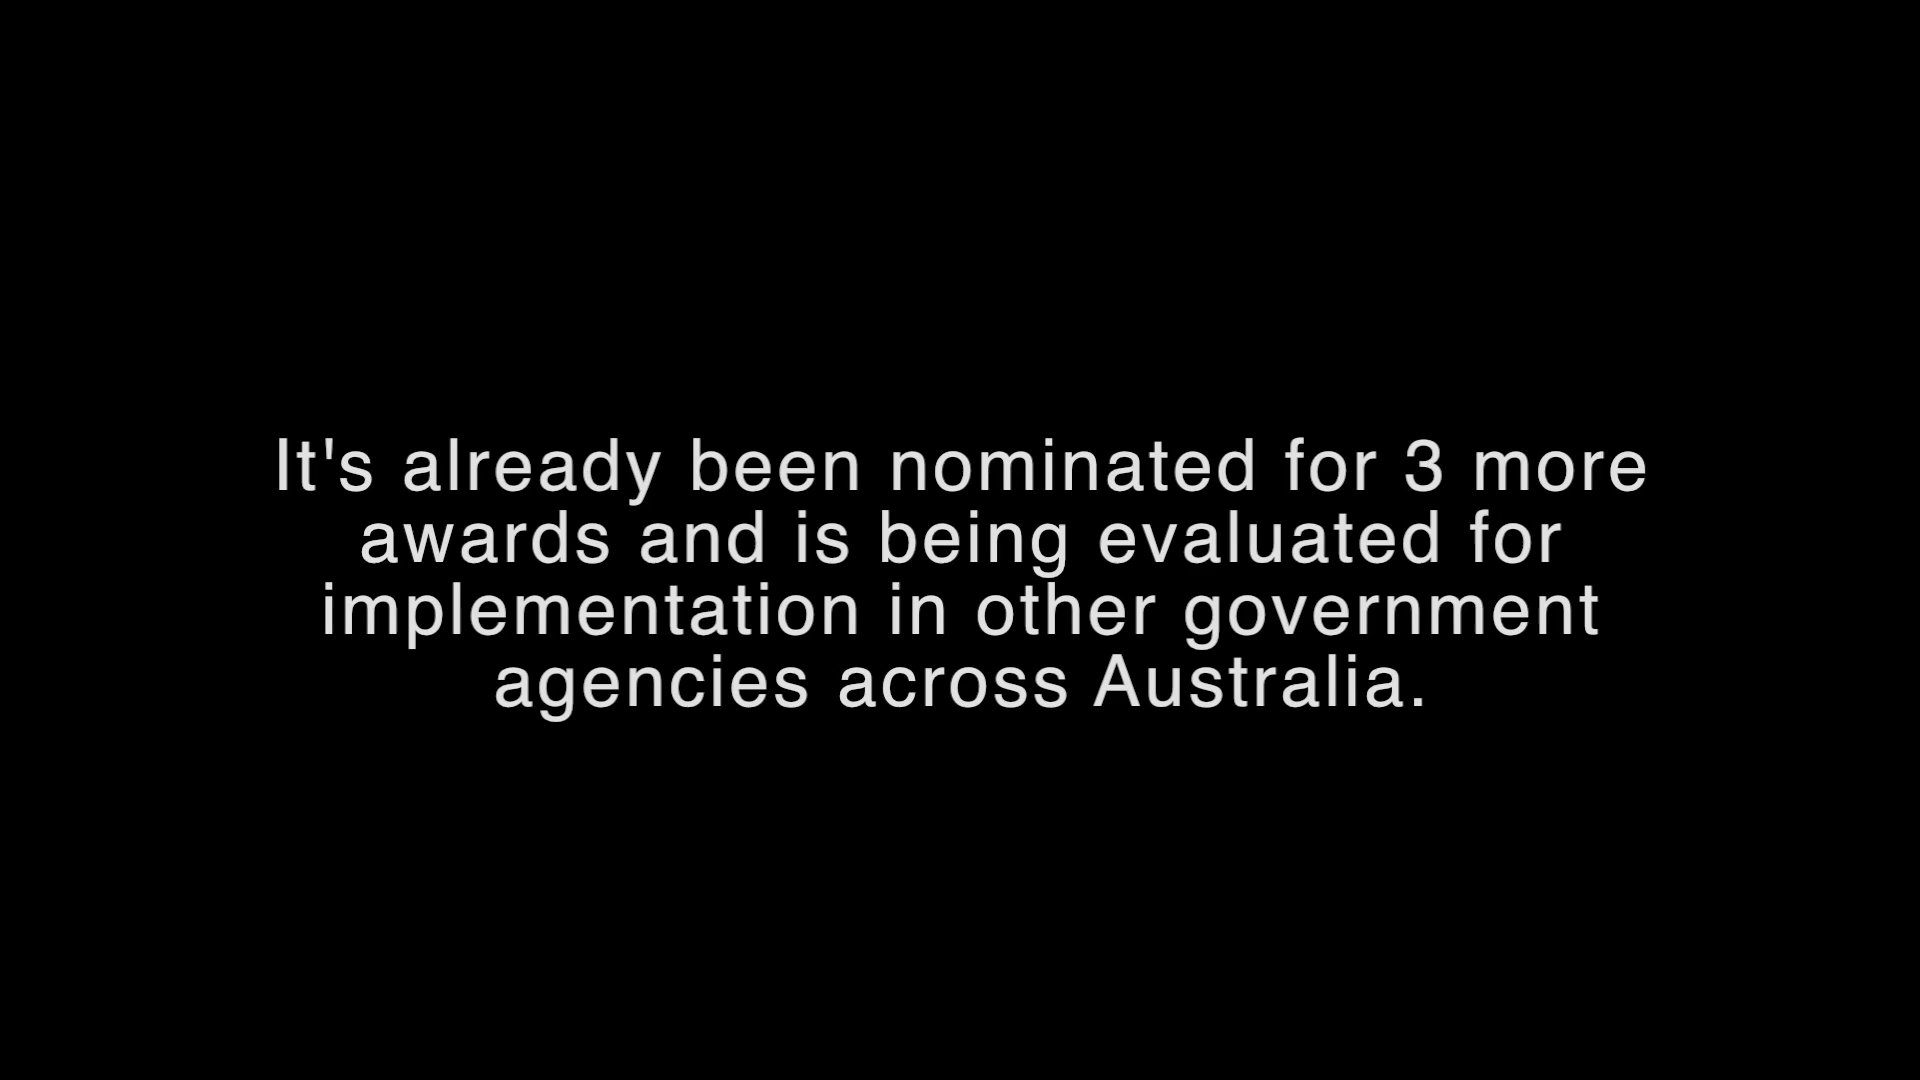 It's already been nominated for 3 more
awards and is being evaluated for
implementation in other government
agencies across Australia.